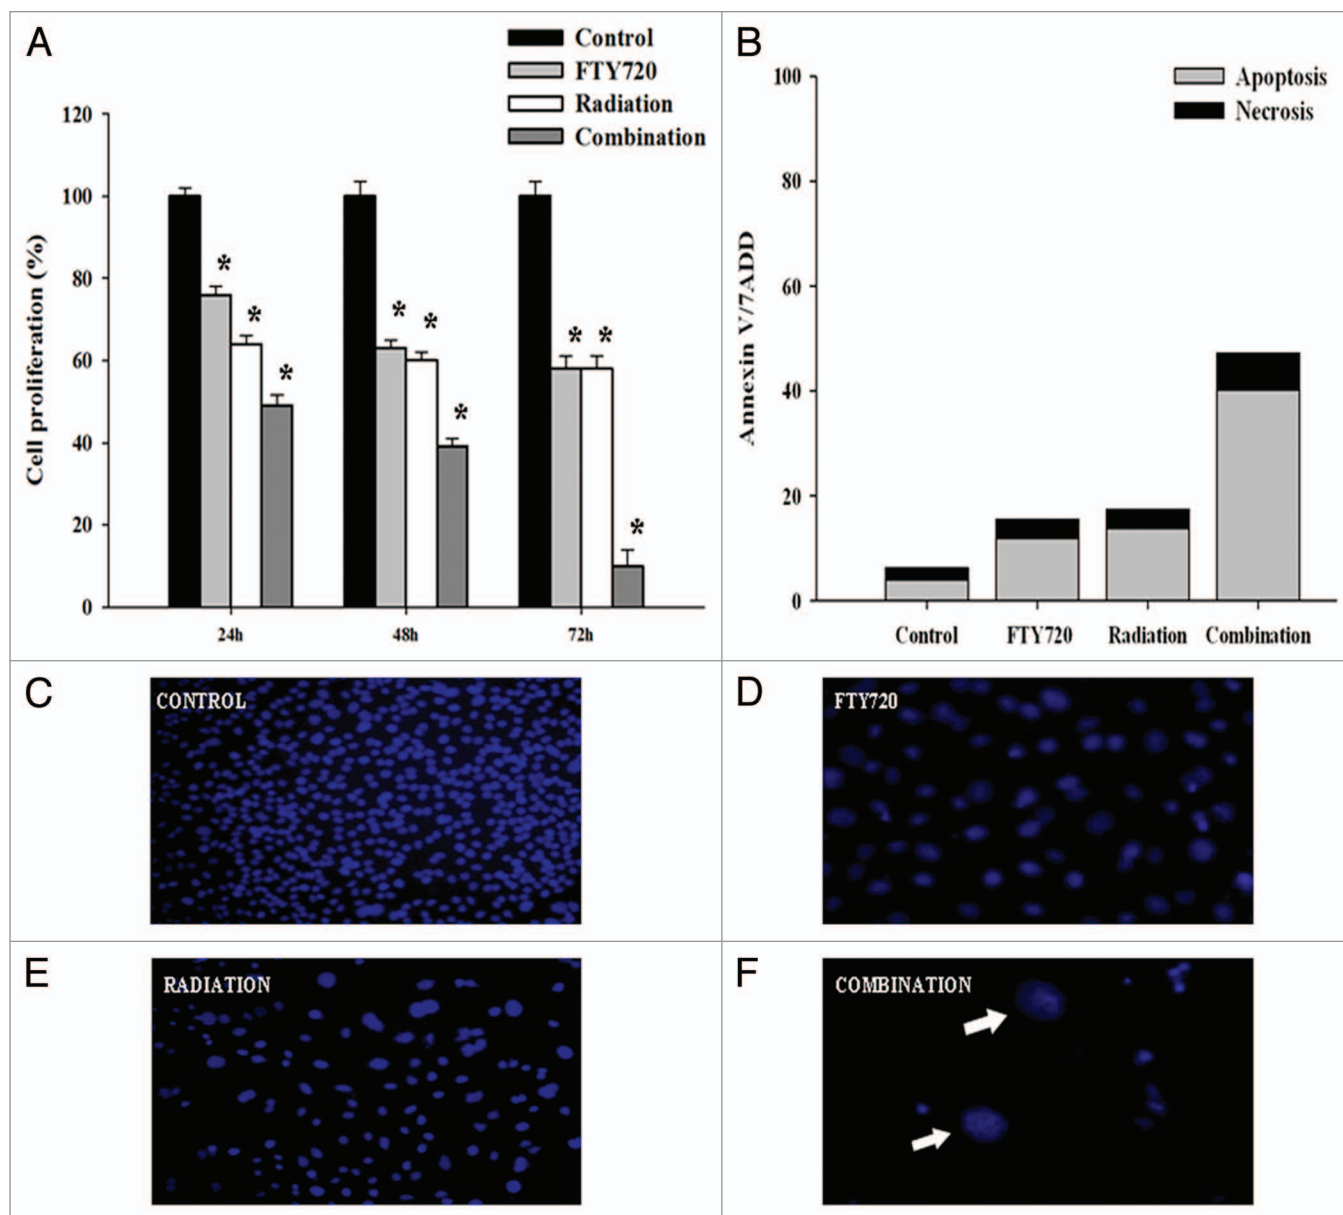 A
Control
FTY720
Radiation
Combination
120
100
80
60
40
20
0
Cell proliferation (%)
* * *
* * *
* * *
24h 48h 72h
B
Apoptosis
Necrosis
100
80
60
40
20
0
Annexin V/7ADD
Control FTY720 Radiation Combination
C
CONTROL
D
FTY720
E
RADIATION
F
COMBINATION